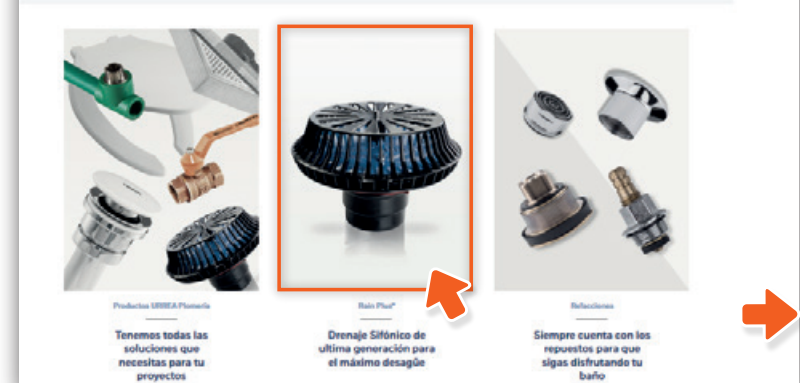 Productos URREA Plomería
Tenemos todas las
soluciones que
necesitas para tu
proyectos
Rain Plus®
Drenaje Sifónico de
ultima generación para
el máximo desagüe
Refacciones
Siempre cuenta con los
repuestos para que
sigas disfrutando tu
baño